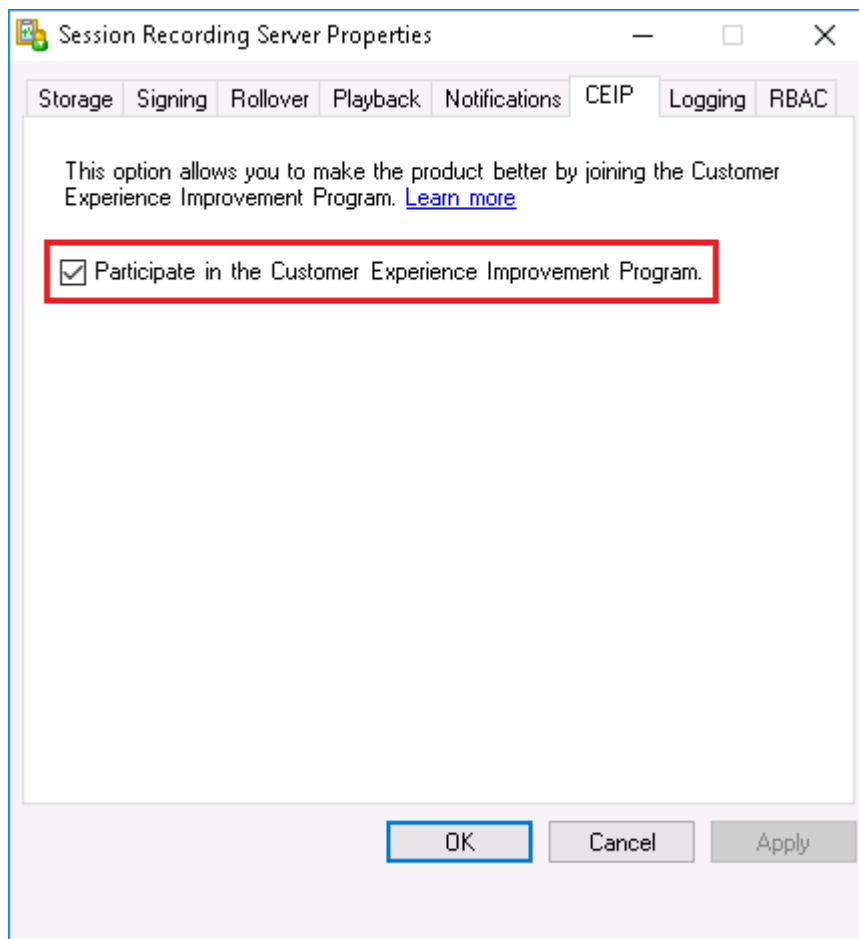 Session Recording Server Properties
Storage Signing Rollover Playback Notifications CEIP Logging RBAC
This option allows you to make the product better by joining the Customer
Experience Improvement Program. Learn more
Participate in the Customer Experience Improvement Program.
OK Cancel Apply